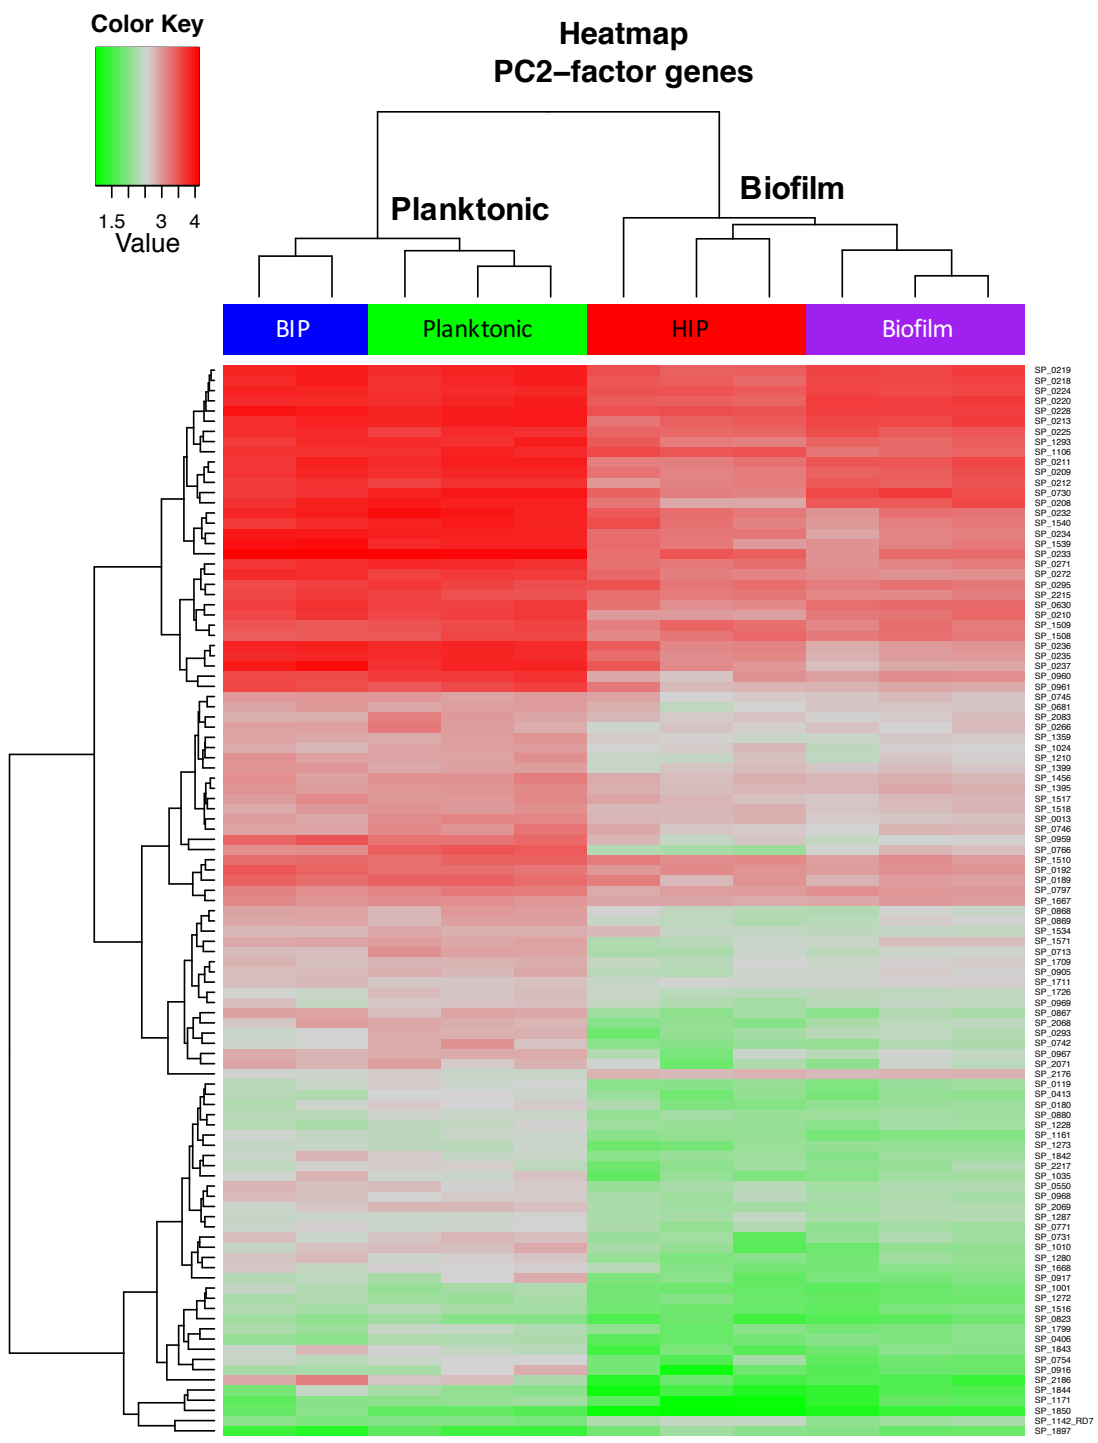 Color Key
1.5 3 4
Value
Heatmap
PC2−factor genes
Planktonic
Biofilm
BIP Planktonic HIP Biofilm
SP_0219
SP_0218
SP_0224
SP_0220
SP_0228
SP_0213
SP_0225
SP_1293
SP_1106
SP_0211
SP_0209
SP_0212
SP_0730
SP_0208
SP_0232
SP_1540
SP_0234
SP_1539
SP_0233
SP_0271
SP_0272
SP_0295
SP_2215
SP_0630
SP_0210
SP_1509
SP_1508
SP_0236
SP_0235
SP_0237
SP_0960
SP_0961
SP_0745
SP_0681
SP_2083
SP_0266
SP_1359
SP_1024
SP_1210
SP_1399
SP_1456
SP_1395
SP_1517
SP_1518
SP_0013
SP_0746
SP_0959
SP_0766
SP_1510
SP_0192
SP_0189
SP_0797
SP_1667
SP_0868
SP_0869
SP_1534
SP_1571
SP_0713
SP_1709
SP_0905
SP_1711
SP_1726
SP_0969
SP_0867
SP_2068
SP_0293
SP_0742
SP_0967
SP_2071
SP_2176
SP_0119
SP_0413
SP_0180
SP_0880
SP_1228
SP_1161
SP_1273
SP_1842
SP_2217
SP_1035
SP_0550
SP_0968
SP_2069
SP_1287
SP_0771
SP_0731
SP_1010
SP_1280
SP_1668
SP_0917
SP_1001
SP_1272
SP_1516
SP_0823
SP_1799
SP_0406
SP_1843
SP_0754
SP_0916
SP_2186
SP_1844
SP_1171
SP_1850
SP_1142_RD7
SP_1897